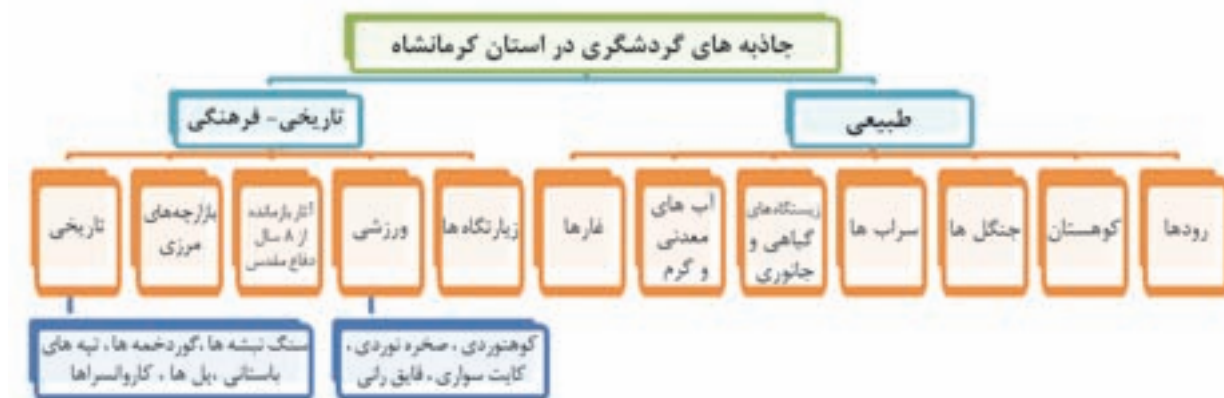 جاذبه های گردشگری در استان کرمانشاه
طبیعی
تاریخی - فرهنگی
رودها
کوهستان
جنگل ها
سراب ها
زیستگاه‌های
گیاهی و
جانوری
آب های
معدنی
و گرم
غارها
زیارتگاه‌ها
ورزشی
آثار بازمانده
از ۸ سال
دفاع مقدس
بازارچه‌های
مرزی
تاریخی
کوهنوردی ، صخره نوردی ،
کایت سواری ، قایق رانی
سنگ نبشته ها ، گوردخمه ها ، تپه های
باستانی ، پل ها ، کاروانسراها